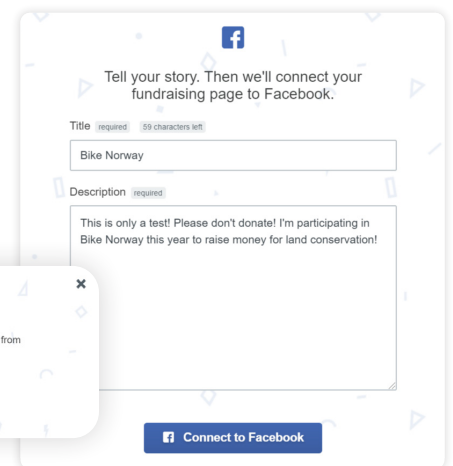 Tell your story. Then we'll connect your
fundraising page to Facebook.
Title required 59 characters left
Bike Norway
Description required
This is only a test! Please don't donate! I'm participating in
Bike Norway this year to raise money for land conservation!
from
Connect to Facebook